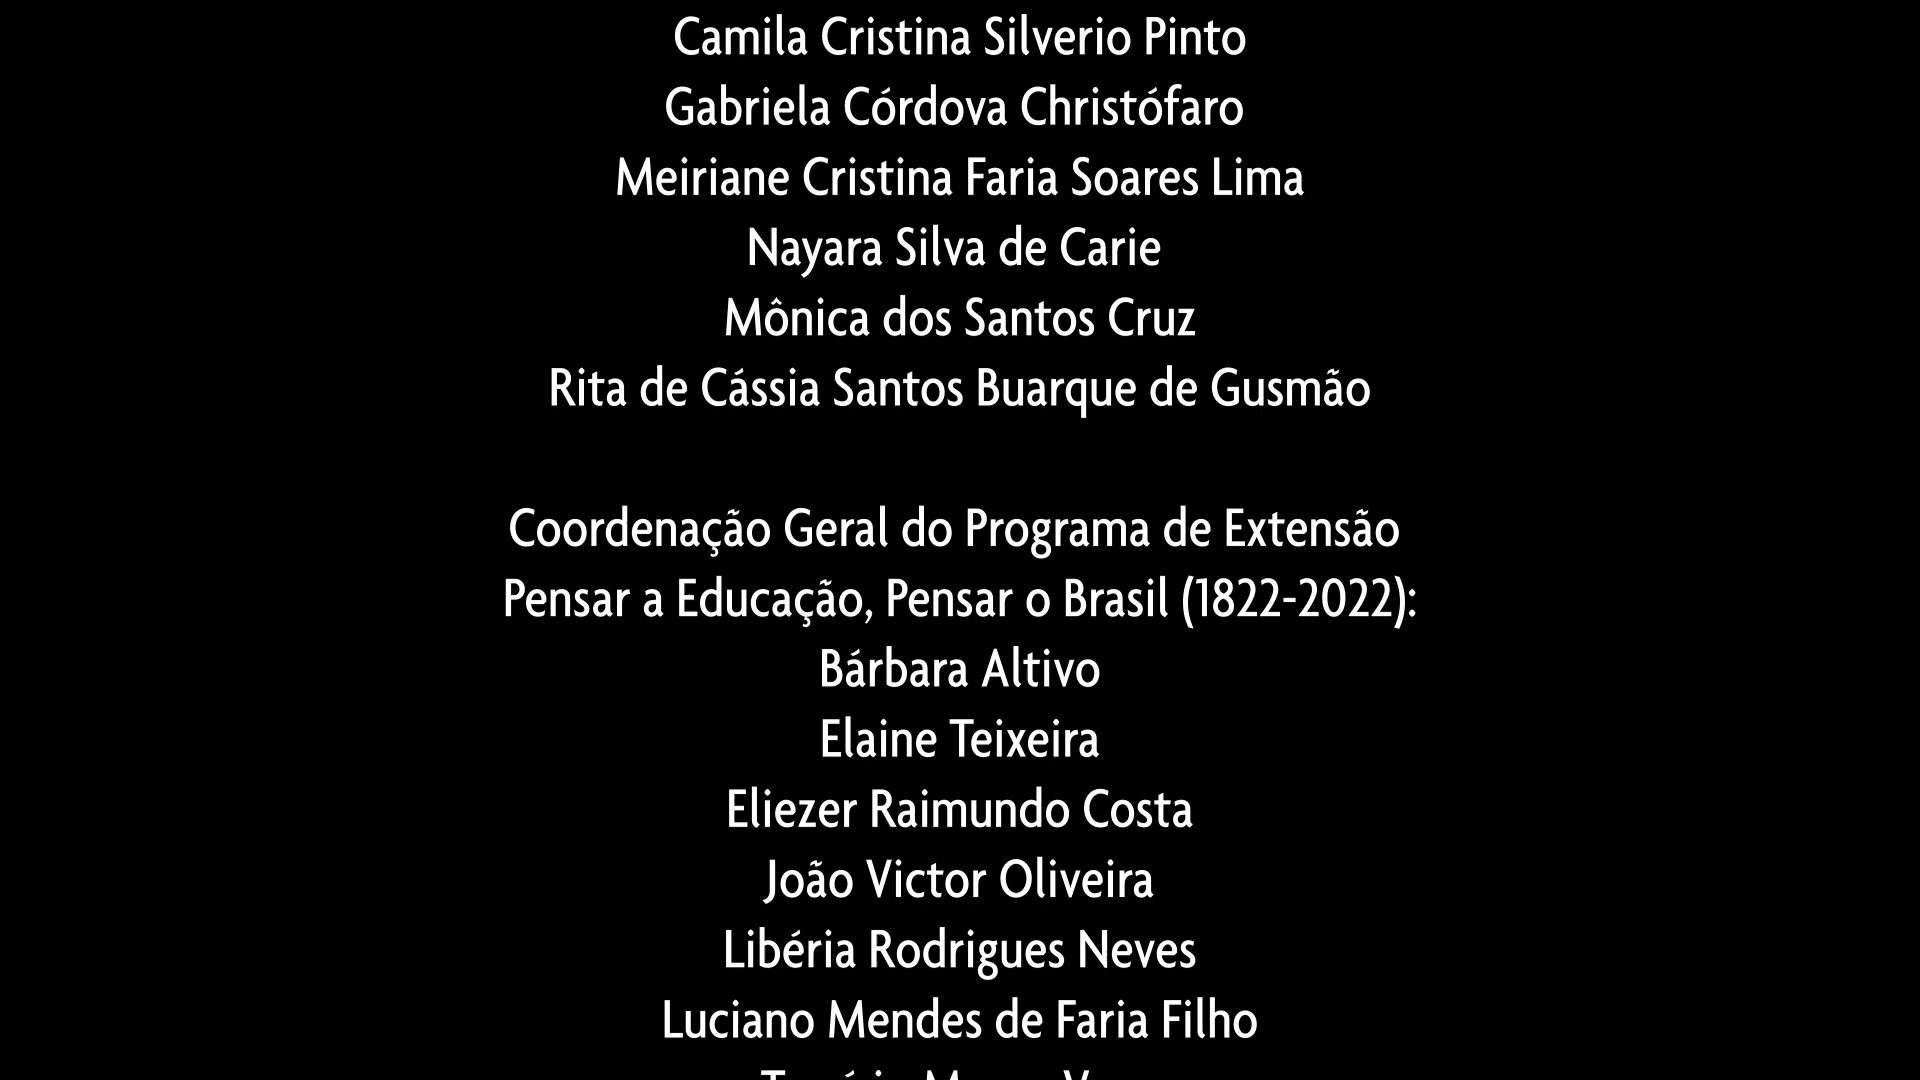 Camila Cristina Silverio Pinto
Gabriela Córdova Christófaro
Meiriane Cristina Faria Soares Lima
Nayara Silva de Carie
Mônica dos Santos Cruz
Rita de Cássia Santos Buarque de Gusmão
Coordenação Geral do Programa de Extensão
Pensar a Educação, Pensar o Brasil (1822-2022):
Bárbara Altivo
Elaine Teixeira
Eliezer Raimundo Costa
João Victor Oliveira
Libéria Rodrigues Neves
Luciano Mendes de Faria Filho